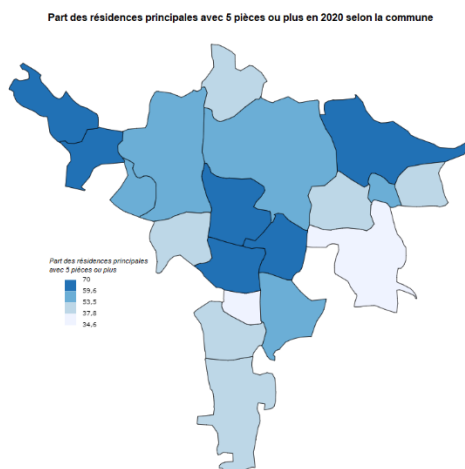 Part des résidences principales avec 5 pièces ou plus en 2020 selon la commune
Part des résidences principales
avec 5 pièces ou plus
70
59,6
53,5
37,8
34,6